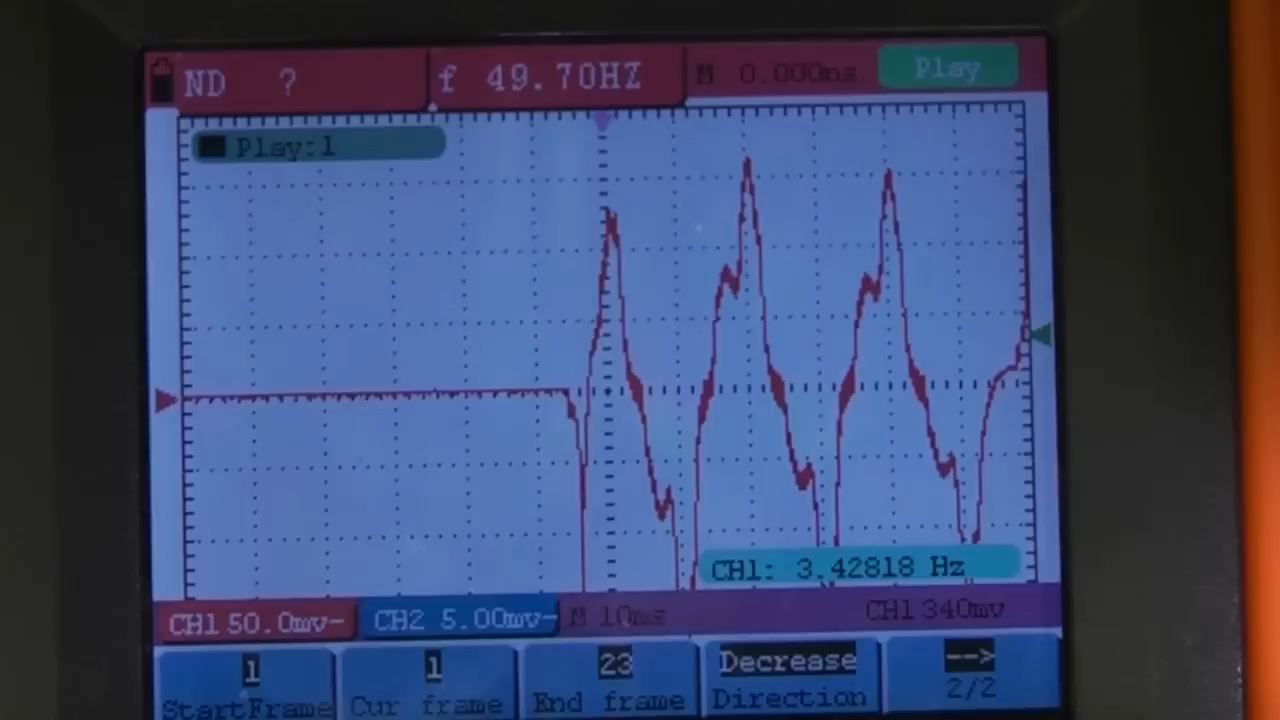 ND ? f 49.70HZ M 0.000ns Play
Play:1
CH1: 3.42818 Hz
CH1 50.0mv- CH2 5.00mv- M 10ms CH1 340mv
1 1 23 Decrease -->
StartFrame Cur frame End frame Direction 2/2